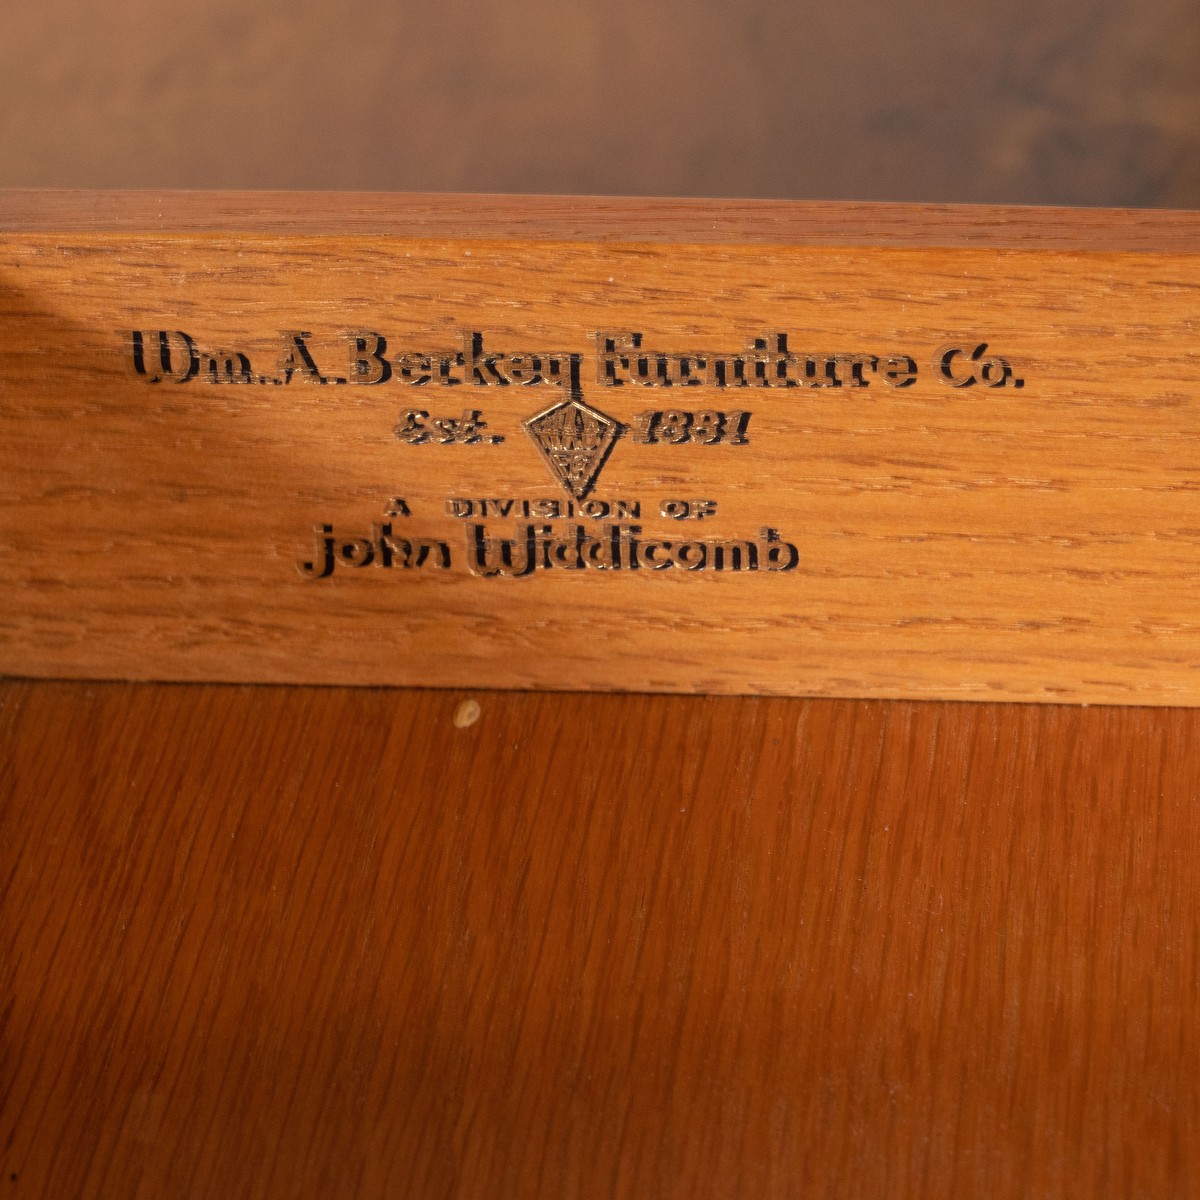 Wm. A. Berkey Furniture Co.
Est. 1881
A DIVISION OF
john Widdicomb